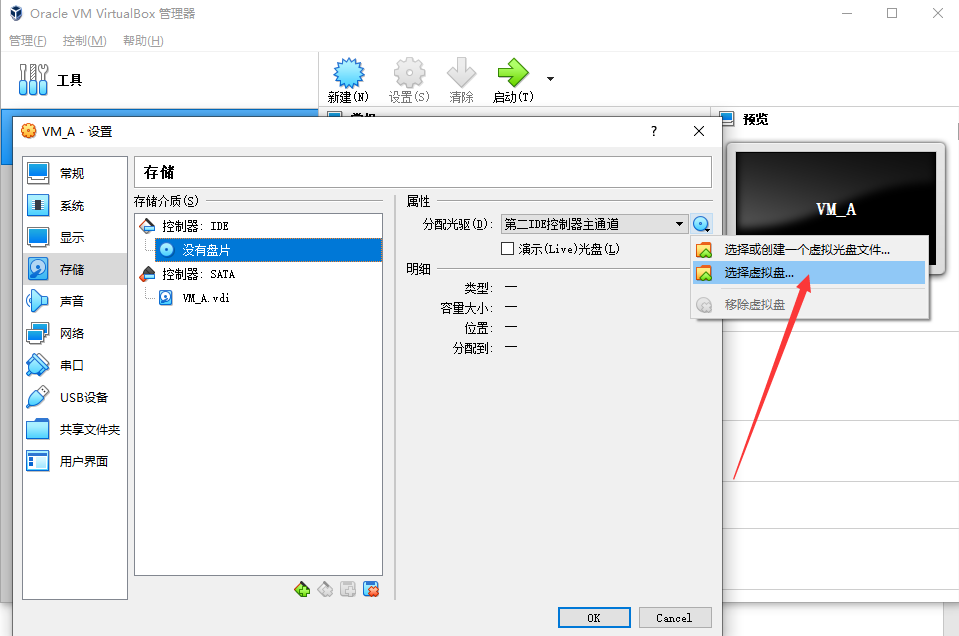 Oracle VM VirtualBox 管理器
管理(F) 控制(M) 帮助(H)
工具
新建(N) 设置(S) 清除 启动(T)
预览
VM_A - 设置 ?
常规
系统
显示
存储
声音
网络
串口
USB设备
共享文件夹
用户界面
存储
存储介质(S)
控制器: IDE
没有盘片
控制器: SATA
VM_A.vdi
属性
分配光驱(D): 第二IDE控制器主通道
演示(Live)光盘(L)
明细
类型: —
容量大小: —
位置: —
分配到: —
VM_A
选择或创建一个虚拟光盘文件...
选择虚拟盘...
移除虚拟盘
OK Cancel